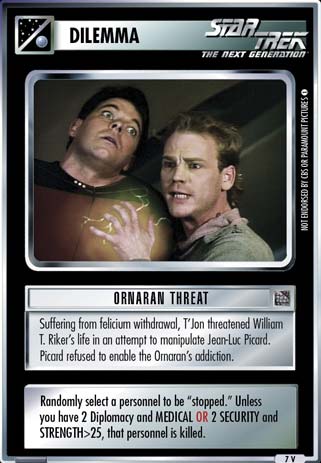 DILEMMA
STAR TREK
THE NEXT GENERATION
NOT ENDORSED BY CBS OR PARAMOUNT PICTURES
ORNARAN THREAT
Suffering from felicium withdrawal, T'Jon threatened William
T. Riker's life in an attempt to manipulate Jean-Luc Picard.
Picard refused to enable the Ornaran's addiction.
Randomly select a personnel to be "stopped." Unless
you have 2 Diplomacy and MEDICAL OR 2 SECURITY and
STRENGTH>25, that personnel is killed.
7 V